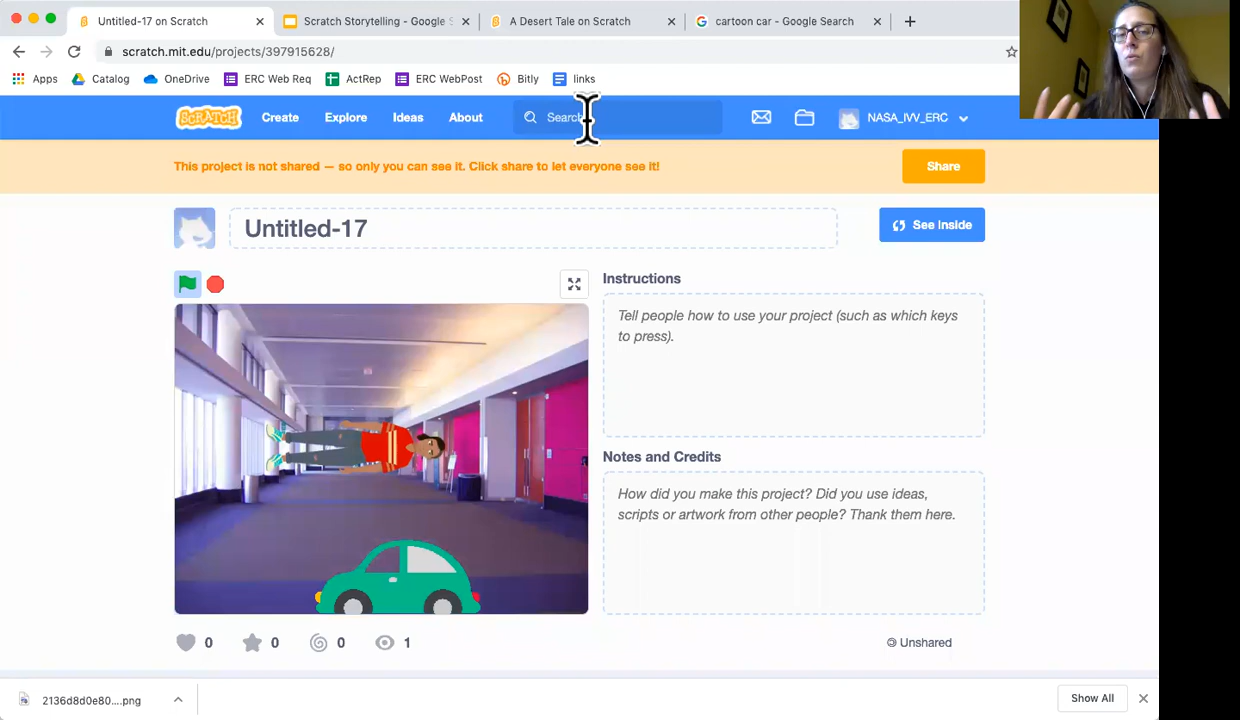 Untitled-17 on Scratch
Scratch Storytelling - Google S
A Desert Tale on Scratch
cartoon car - Google Search
scratch.mit.edu/projects/397915628/
Apps
Catalog
OneDrive
ERC Web Req
ActRep
ERC WebPost
Bitly
links
SCRATCH
Create
Explore
Ideas
About
Search
NASA_IVV_ERC
This project is not shared — so only you can see it. Click share to let everyone see it!
Share
Untitled-17
See inside
Instructions
Tell people how to use your project (such as which keys
to press).
Notes and Credits
How did you make this project? Did you use ideas,
scripts or artwork from other people? Thank them here.
0
0
0
1
Unshared
2136d8d0e80....png
Show All